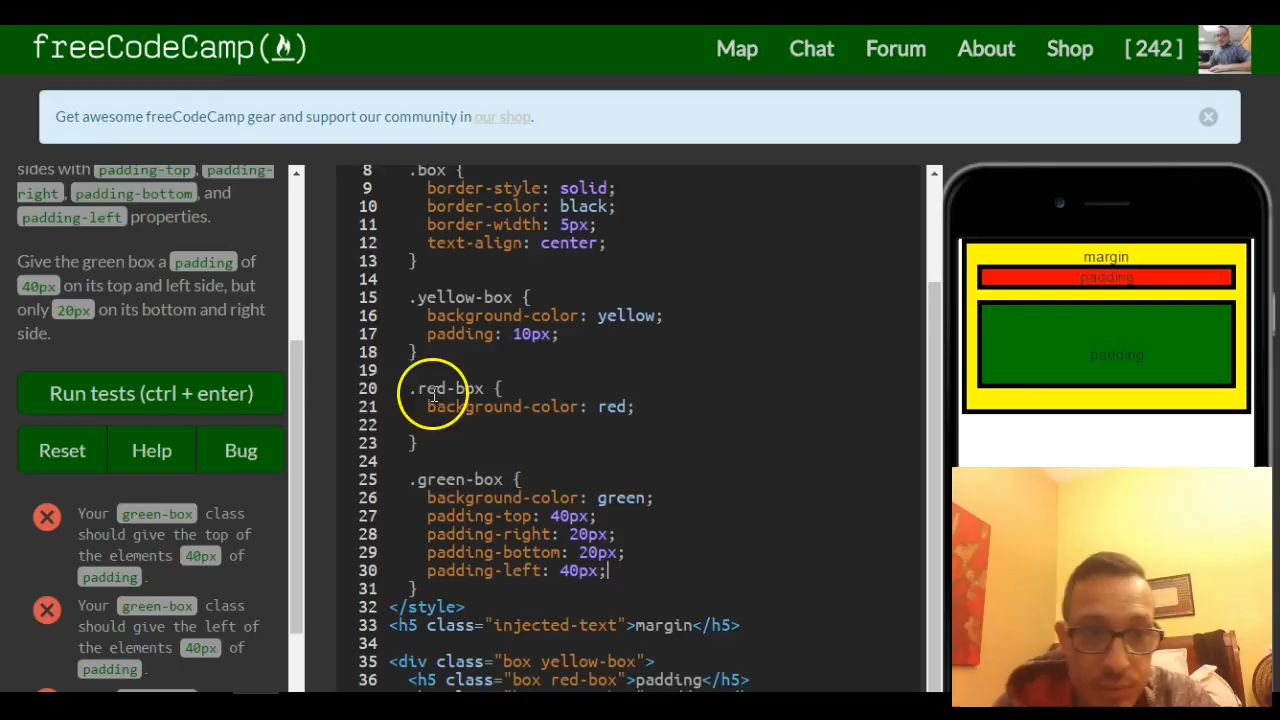 freeCodeCamp(🔥)
Map Chat Forum About Shop [ 242 ]
Get awesome freeCodeCamp gear and support our community in our shop.
sides with padding-top, padding-
right, padding-bottom, and
padding-left properties.
Give the green box a padding of
40px on its top and left side, but
only 20px on its bottom and right
side.
Run tests (ctrl + enter)
Reset Help Bug
Your green-box class
should give the top of
the elements 40px of
padding.
Your green-box class
should give the left of
the elements 40px of
padding.
8 .box {
9 border-style: solid;
10 border-color: black;
11 border-width: 5px;
12 text-align: center;
13 }
14
15 .yellow-box {
16 background-color: yellow;
17 padding: 10px;
18 }
19
20 .red-box {
21 background-color: red;
22
23 }
24
25 .green-box {
26 background-color: green;
27 padding-top: 40px;
28 padding-right: 20px;
29 padding-bottom: 20px;
30 padding-left: 40px;
31 }
32 </style>
33 <h5 class="injected-text">margin</h5>
34
35 <div class="box yellow-box">
36 <h5 class="box red-box">padding</h5>
margin
padding
padding